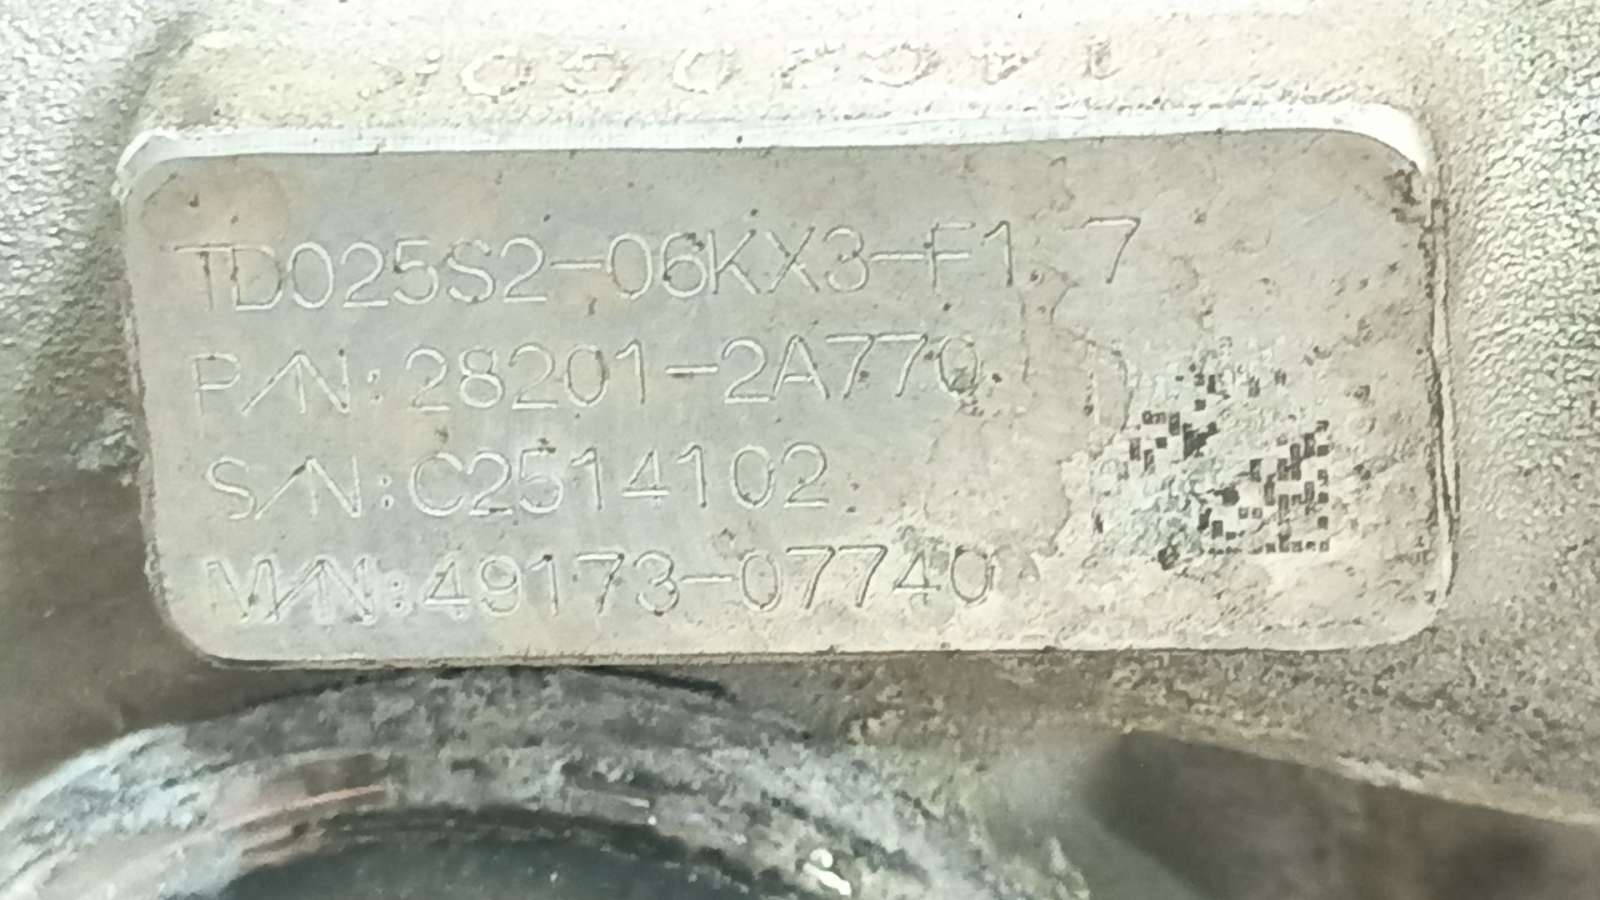 TD025S2-06KX3-F1.7
P/N:28201-2A770
S/N:C2514102
M/N:49173-07740